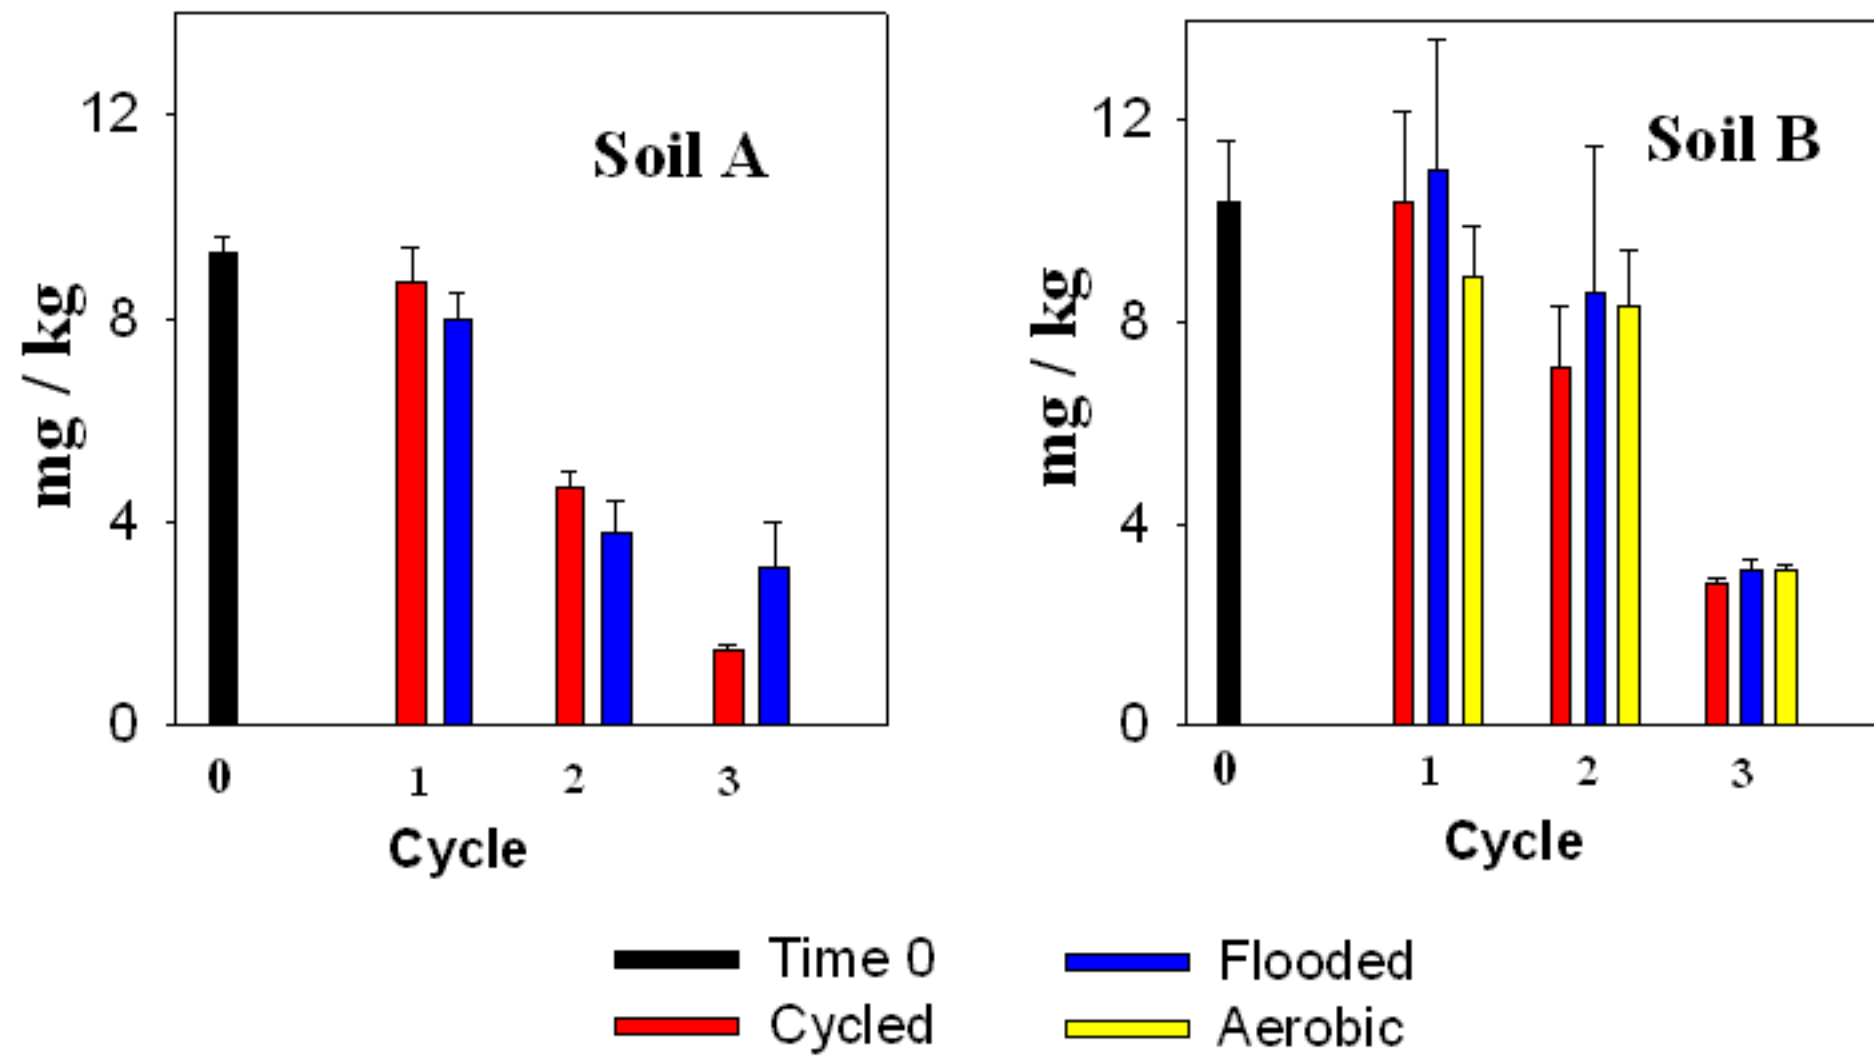 12
8
4
0
mg / kg
Soil A
0 1 2 3
Cycle
12
8
4
0
mg / kg
Soil B
0 1 2 3
Cycle
Time 0
Cycled
Flooded
Aerobic